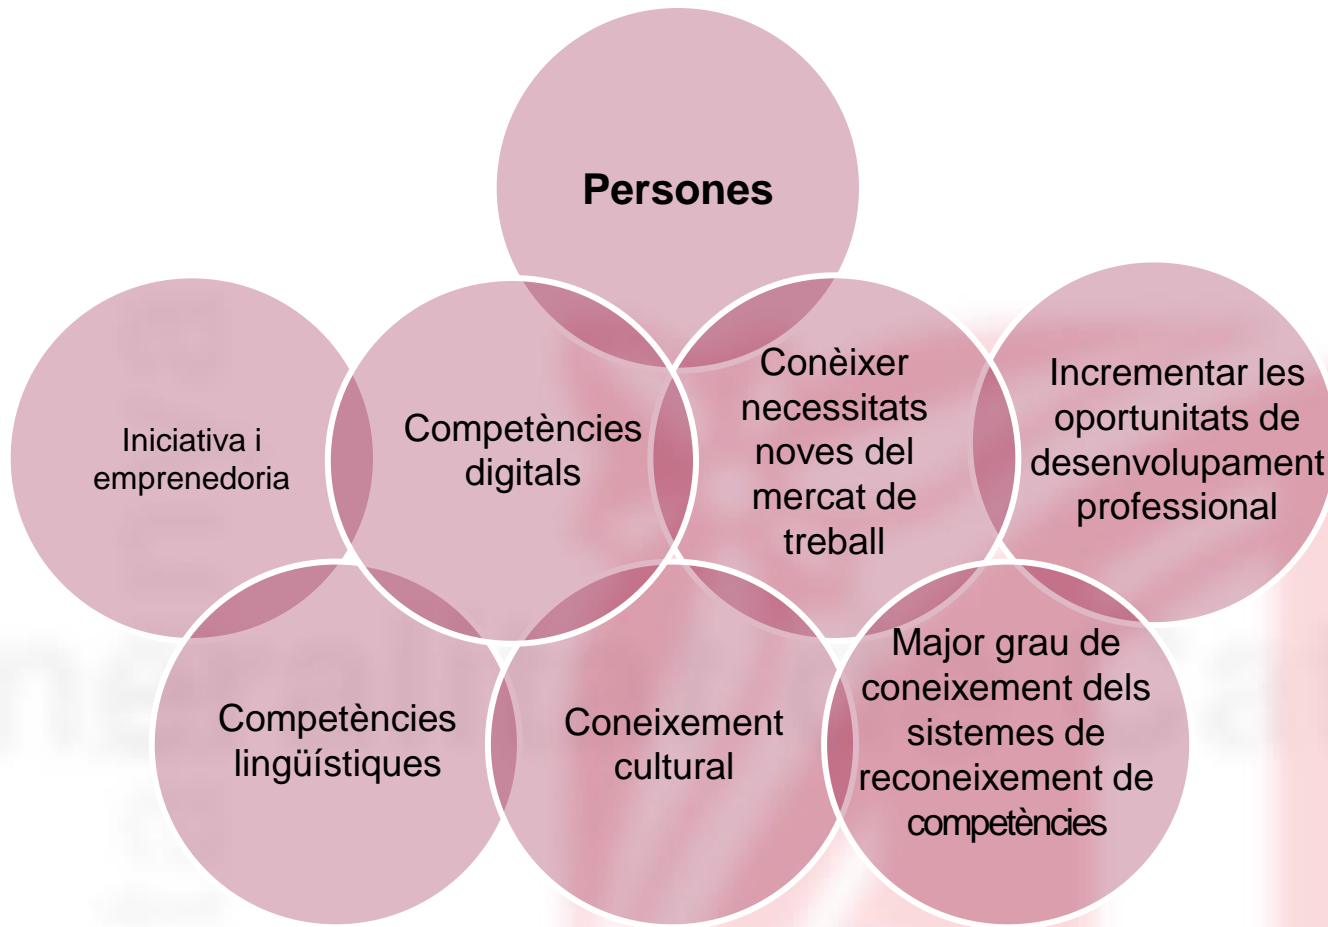 Persones
Iniciativa i
emprenedoria
Competències
digitals
Conèixer
necessitats
noves del
mercat de
treball
Incrementar les
oportunitats de
desenvolupament
professional
Competències
lingüístiques
Coneixement
cultural
Major grau de
coneixement dels
sistemes de
reconeixement de
competències